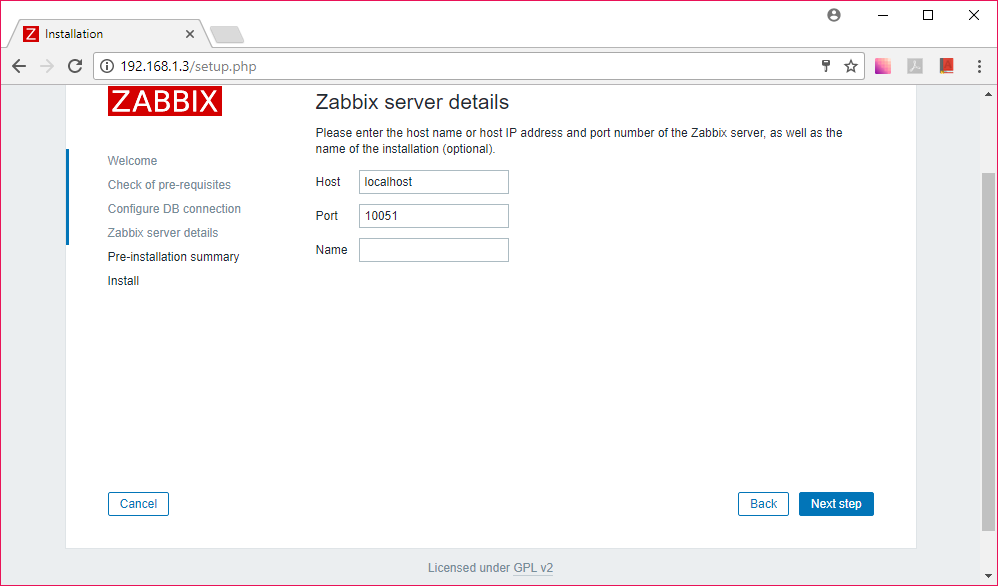 Z Installation
192.168.1.3/setup.php
ZABBIX
Zabbix server details
Please enter the host name or host IP address and port number of the Zabbix server, as well as the
name of the installation (optional).
Welcome
Check of pre-requisites
Configure DB connection
Zabbix server details
Pre-installation summary
Install
Host localhost
Port 10051
Name
Cancel
Back
Next step
Licensed under GPL v2